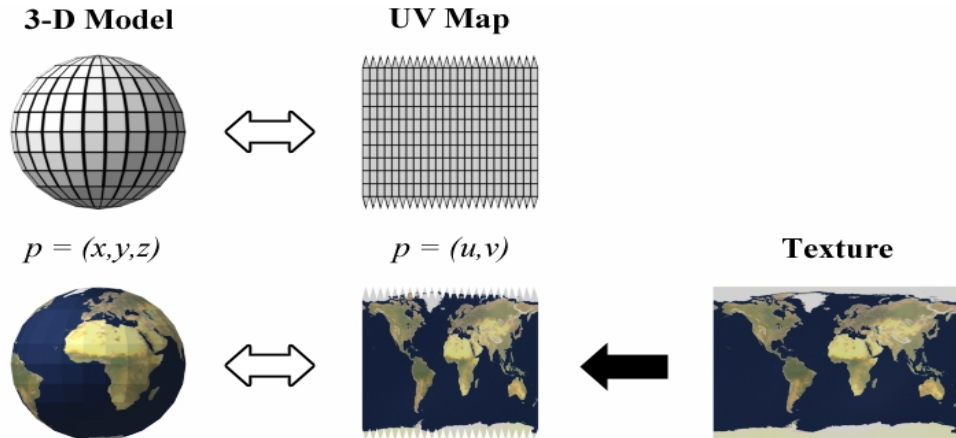 3-D Model
UV Map
p = (x,y,z)
p = (u,v)
Texture